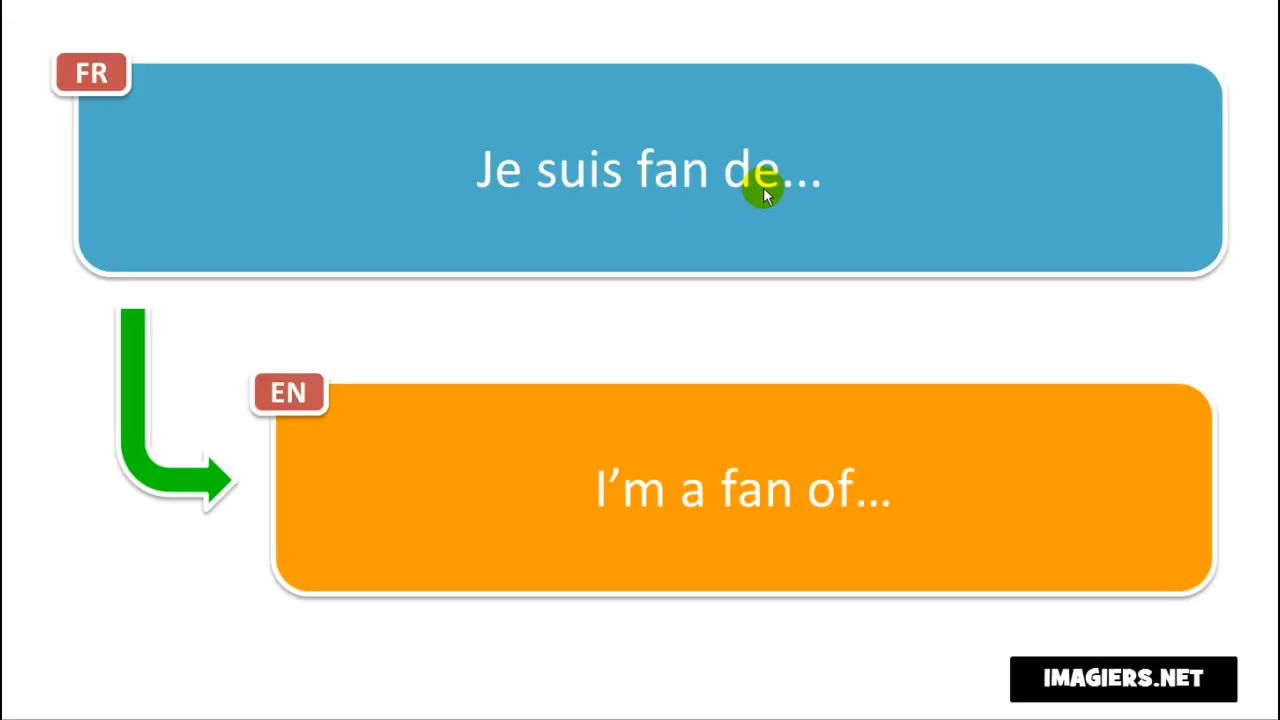 FR
Je suis fan de...
EN
I’m a fan of...
IMAGIERS.NET